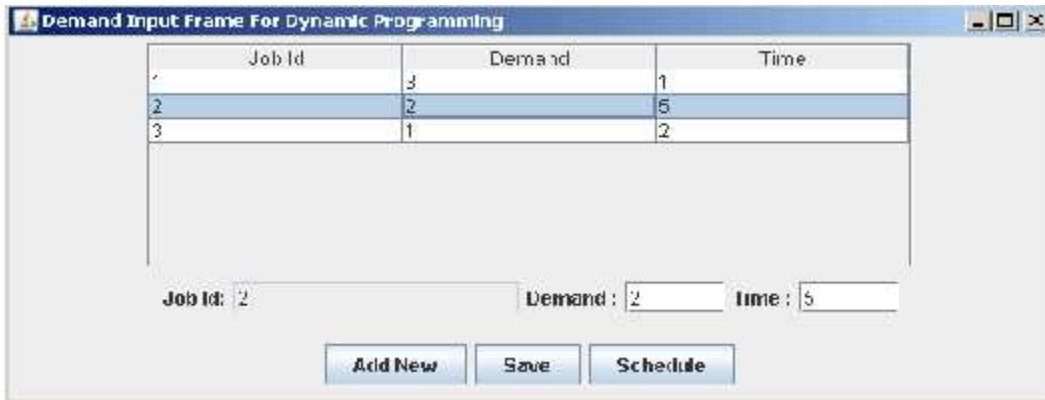 Demand Input Frame For Dynamic Programming
Job Id Demand Time
1 3 1
2 2 5
3 1 2
Job Id: 2 Demand : 2 Time : 5
Add New Save Schedule